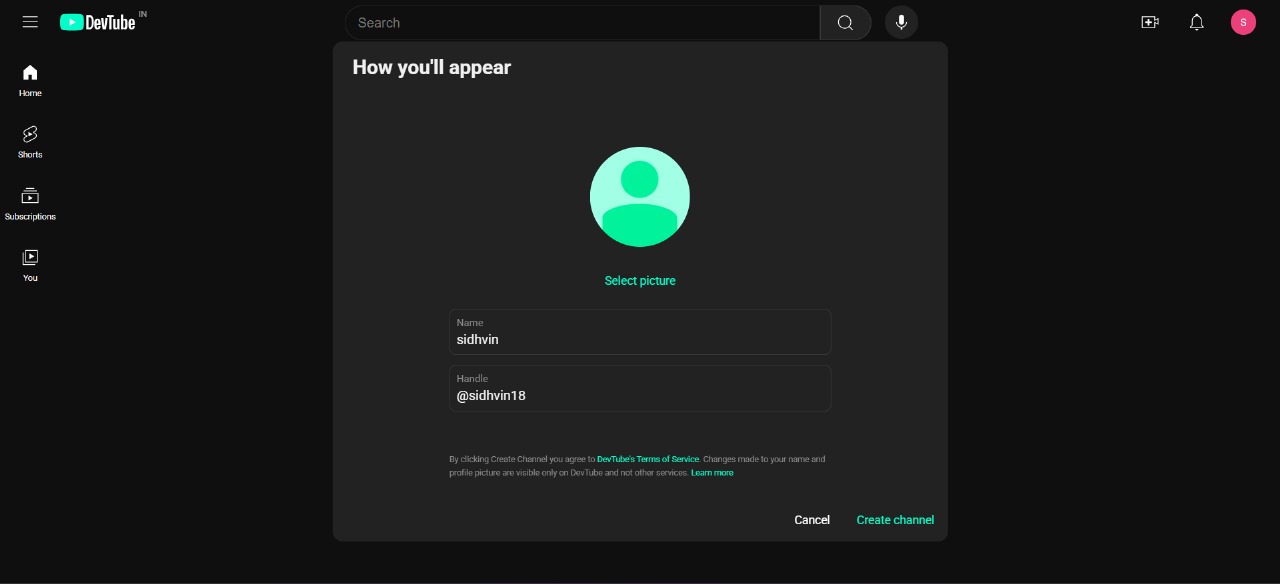 DevTube IN
Search
S
Home
Shorts
Subscriptions
You
How you'll appear
Select picture
Name
sidhvin
Handle
@sidhvin18
By clicking Create Channel you agree to DevTube's Terms of Service. Changes made to your name and
profile picture are visible only on DevTube and not other services. Learn more
Cancel Create channel